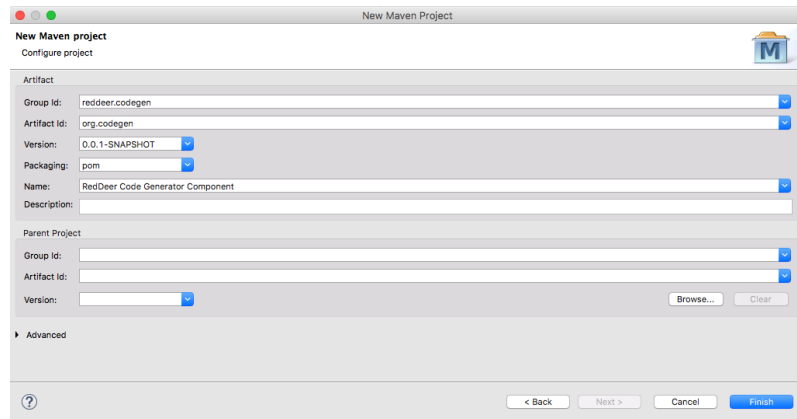 New Maven Project
New Maven project
Configure project
M
Artifact
Group Id: reddeer.codegen
Artifact Id: org.codegen
Version: 0.0.1-SNAPSHOT
Packaging: pom
Name: RedDeer Code Generator Component
Description:
Parent Project
Group Id:
Artifact Id:
Version: Browse... Clear
Advanced
? < Back Next > Cancel Finish